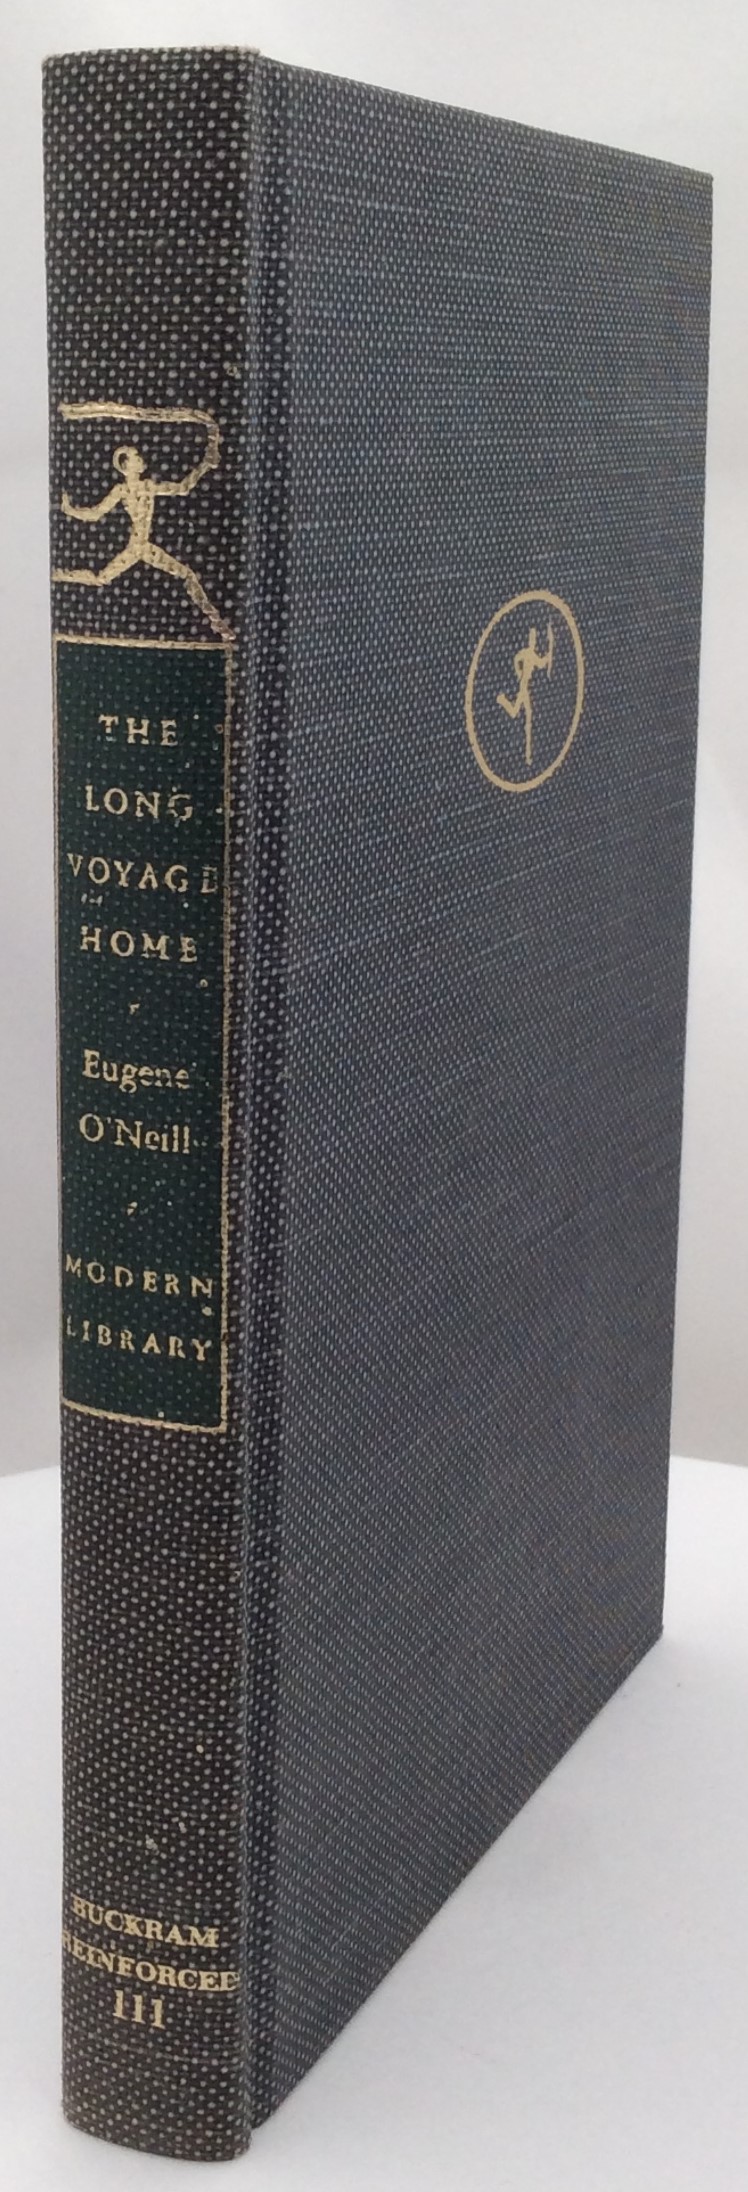 THE
LONG
VOYAGE
HOME
Eugene
O'Neill
MODERN
LIBRARY
BUCKRAM
REINFORCED
111